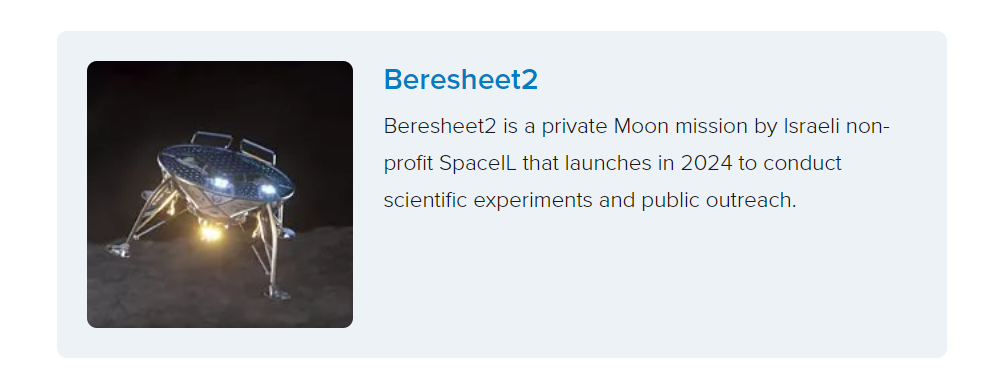 Beresheet2
Beresheet2 is a private Moon mission by Israeli non-
profit SpaceIL that launches in 2024 to conduct
scientific experiments and public outreach.